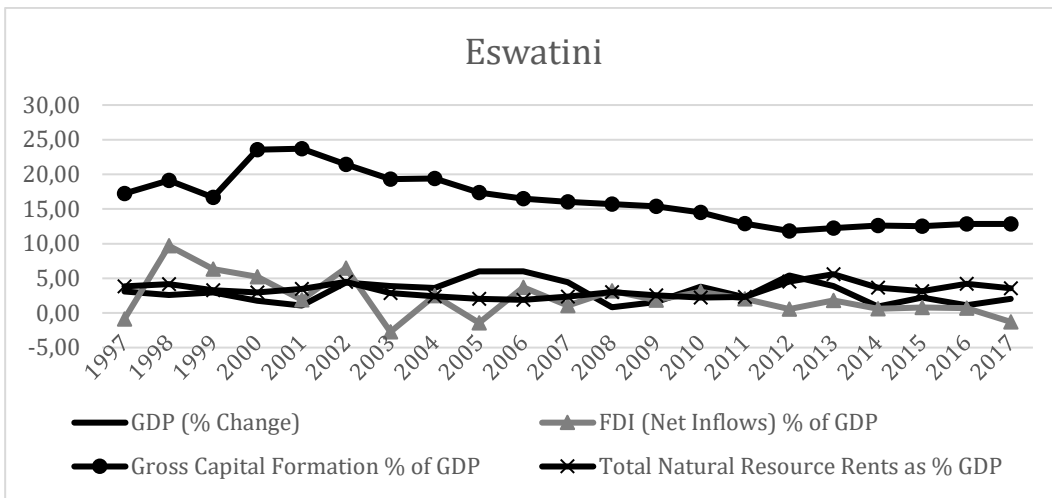 Eswatini
30,00
25,00
20,00
15,00
10,00
5,00
0,00
-5,00
1997 1998 1999 2000 2001 2002 2003 2004 2005 2006 2007 2008 2009 2010 2011 2012 2013 2014 2015 2016 2017
GDP (% Change) FDI (Net Inflows) % of GDP
Gross Capital Formation % of GDP Total Natural Resource Rents as % GDP